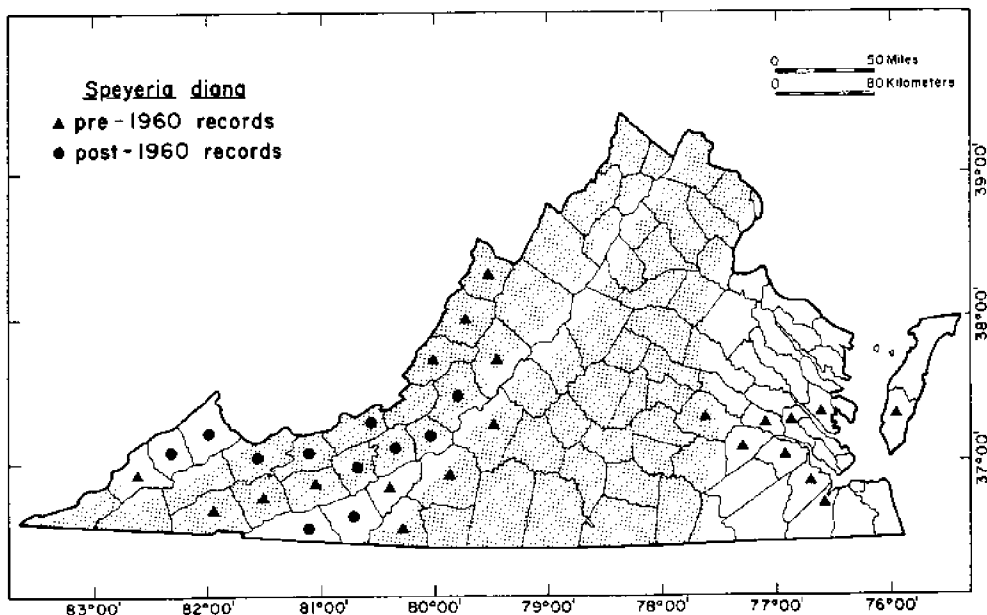 Speyeria diana
▲ pre-1960 records
● post-1960 records
0 50 Miles
0 80 Kilometers
39°00'
38°00'
37°00'
83°00' 82°00' 81°00' 80°00' 79°00' 78°00' 77°00' 76°00'